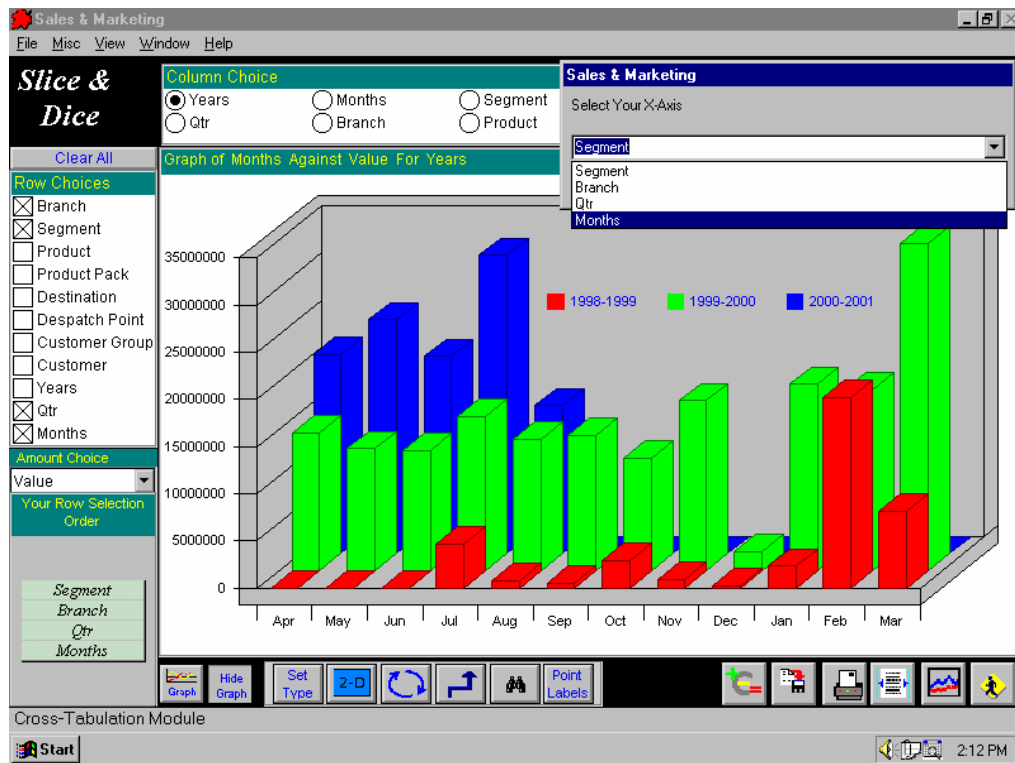 Sales & Marketing
File Misc View Window Help
Slice &
Dice
Column Choice
Years Months Segment
Qtr Branch Product
Sales & Marketing
Select Your X-Axis
Segment
Segment
Branch
Qtr
Months
Clear All
Row Choices
Branch
Segment
Product
Product Pack
Destination
Despatch Point
Customer Group
Customer
Years
Qtr
Months
Amount Choice
Value
Your Row Selection
Order
Segment
Branch
Qtr
Months
Graph of Months Against Value For Years
35000000
30000000
25000000
20000000
15000000
10000000
5000000
0
1998-1999 1999-2000 2000-2001
Apr May Jun Jul Aug Sep Oct Nov Dec Jan Feb Mar
Graph
Hide
Graph
Set
Type
2-D
Point
Labels
Cross-Tabulation Module
Start 2:12 PM